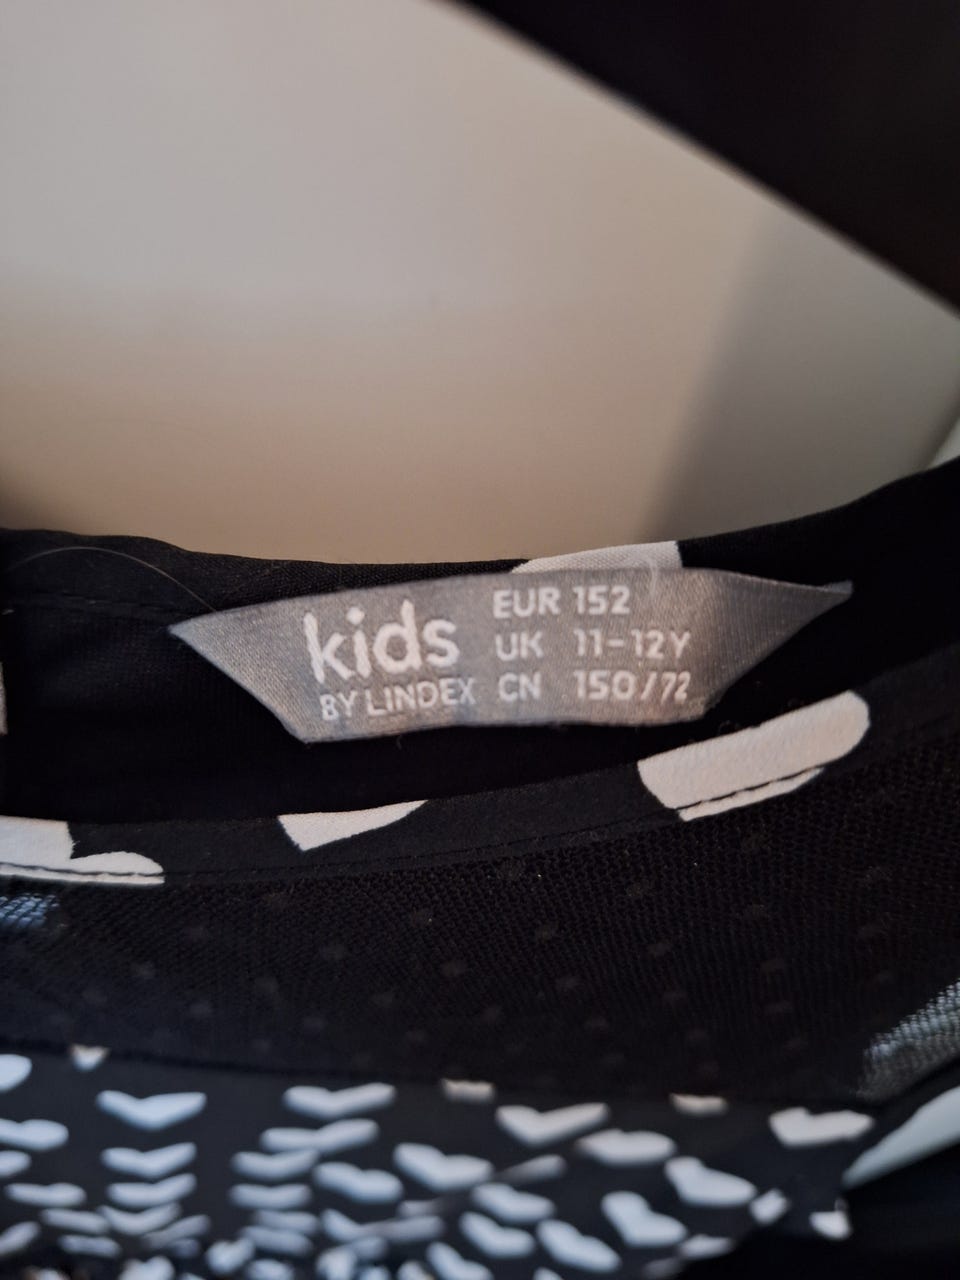 kids
BY LINDEX
EUR 152
UK 11-12Y
CN 150/72